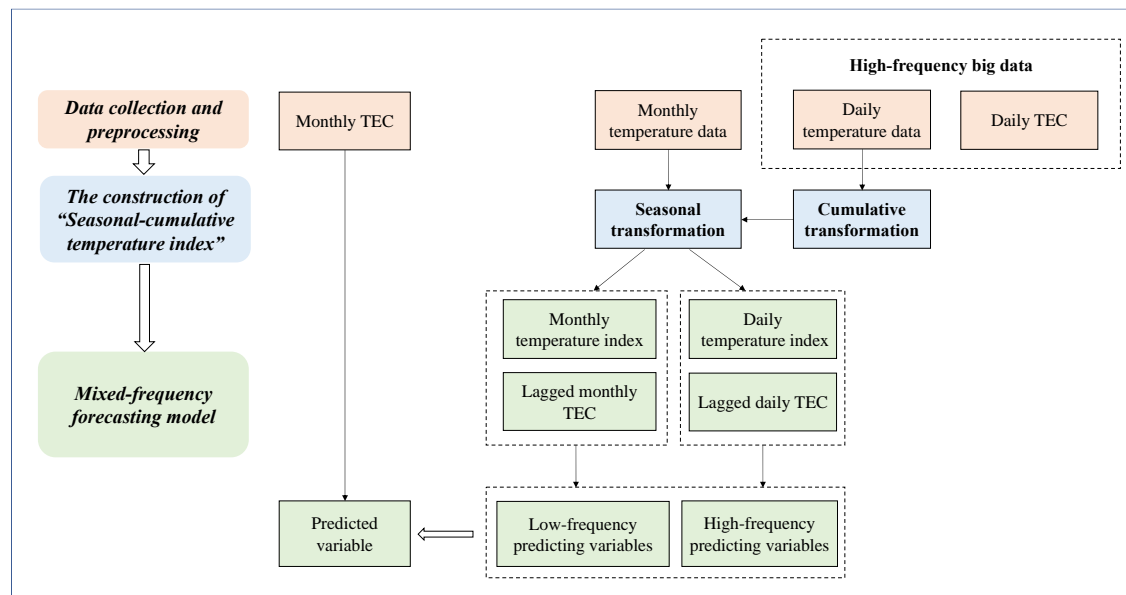 High-frequency big data
Data collection and
preprocessing
Monthly TEC
Monthly
temperature data
Daily
temperature data
Daily TEC
The construction of
“Seasonal-cumulative
temperature index”
Seasonal
transformation
Cumulative
transformation
Monthly
temperature index
Daily
temperature index
Mixed-frequency
forecasting model
Lagged monthly
TEC
Lagged daily TEC
Predicted
variable
Low-frequency
predicting variables
High-frequency
predicting variables